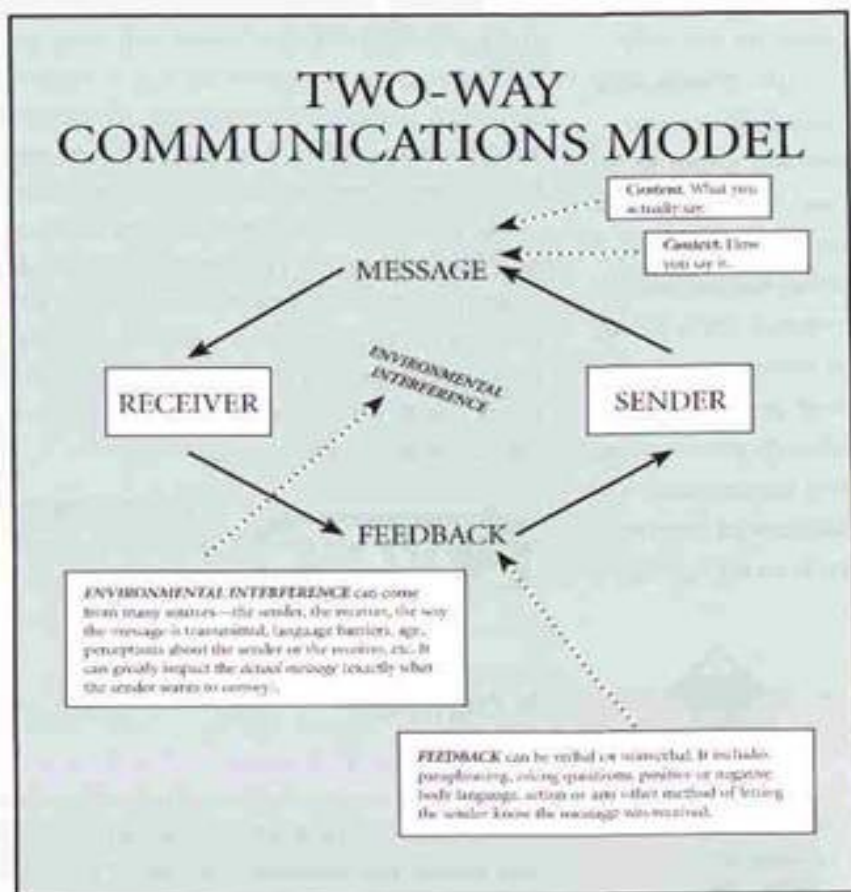 TWO-WAY
COMMUNICATIONS MODEL
Content. What you
actually say.
Context. How
you say it.
MESSAGE
ENVIRONMENTAL
INTERFERENCE
RECEIVER
SENDER
FEEDBACK
ENVIRONMENTAL INTERFERENCE can come
from many sources—the sender, the receiver, the way
the message is transmitted, language barriers, age,
perceptions about the sender or the receiver, etc. It
can greatly impact the actual message (exactly what
the sender wants to convey).
FEEDBACK can be verbal or nonverbal. It includes
paraphrasing, asking questions, positive or negative
body language, action or any other method of letting
the sender know the message was received.